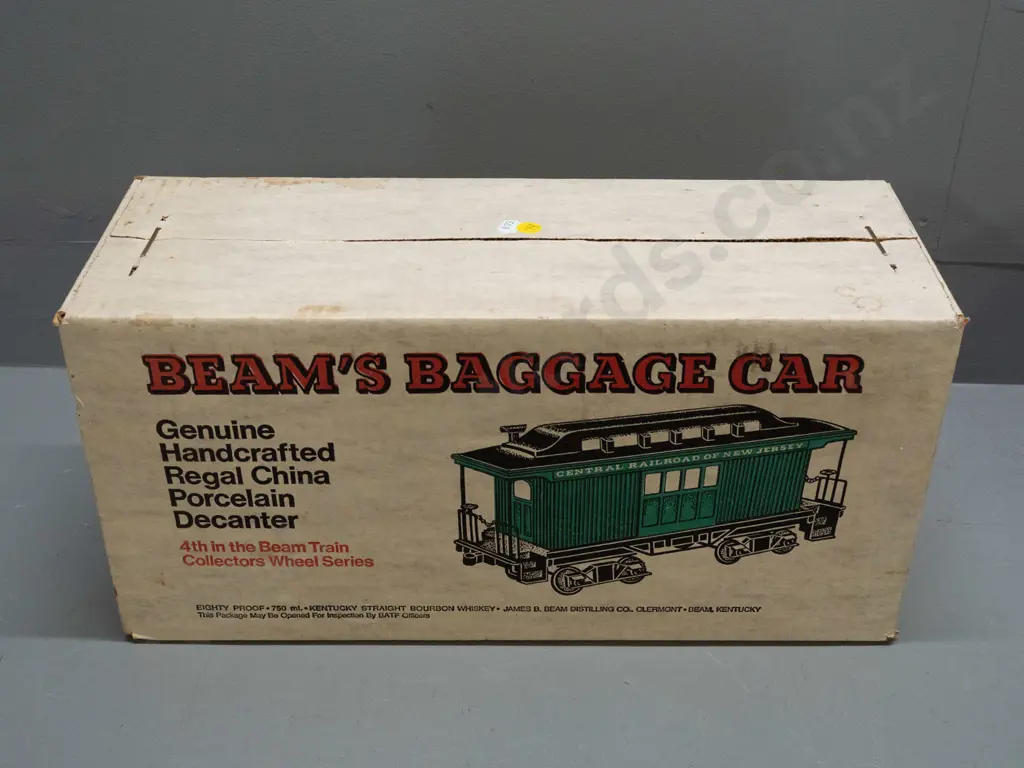 BEAM'S BAGGAGE CAR
Genuine
Handcrafted
Regal China
Porcelain
Decanter
4th in the Beam Train
Collectors Wheel Series
CENTRAL RAILROAD OF NEW JERSEY
EIGHTY PROOF • 750 ml. • KENTUCKY STRAIGHT BOURBON WHISKEY • JAMES B. BEAM DISTILLING CO., CLERMONT • BEAM, KENTUCKY
This Package May Be Opened For Inspection By BATF Officers